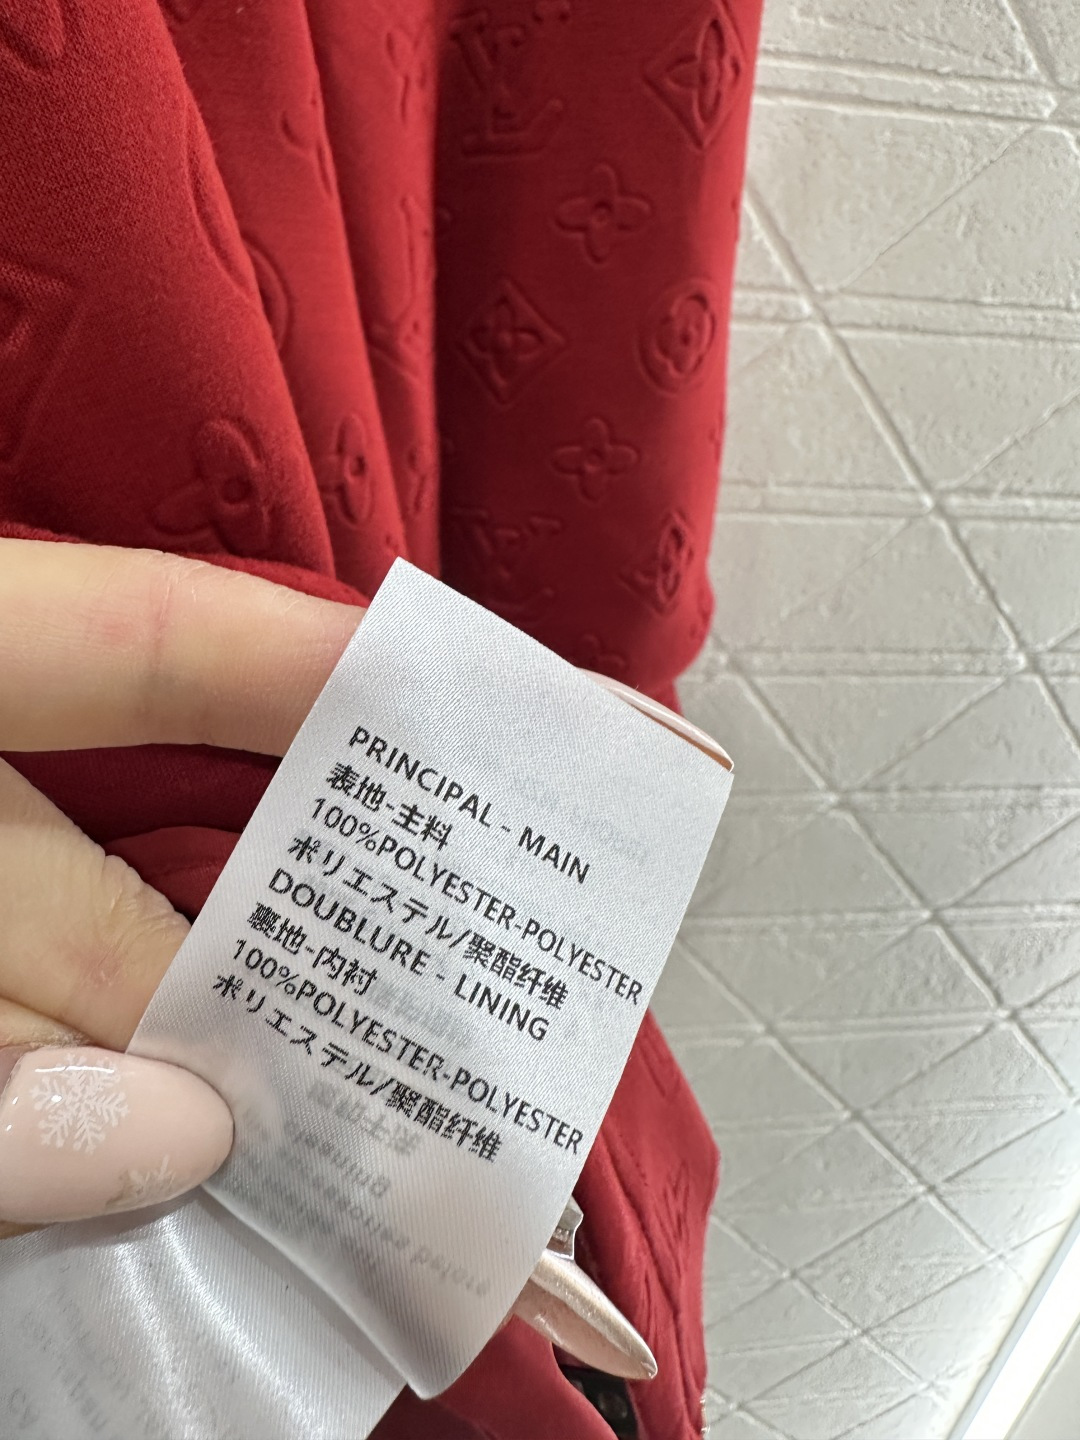 PRINCIPAL - MAIN
表地-主料
100%POLYESTER-POLYESTER
ポリエステル/聚酯纤维
DOUBLURE - LINING
裏地-内衬
100%POLYESTER-POLYESTER
ポリエステル/聚酯纤维